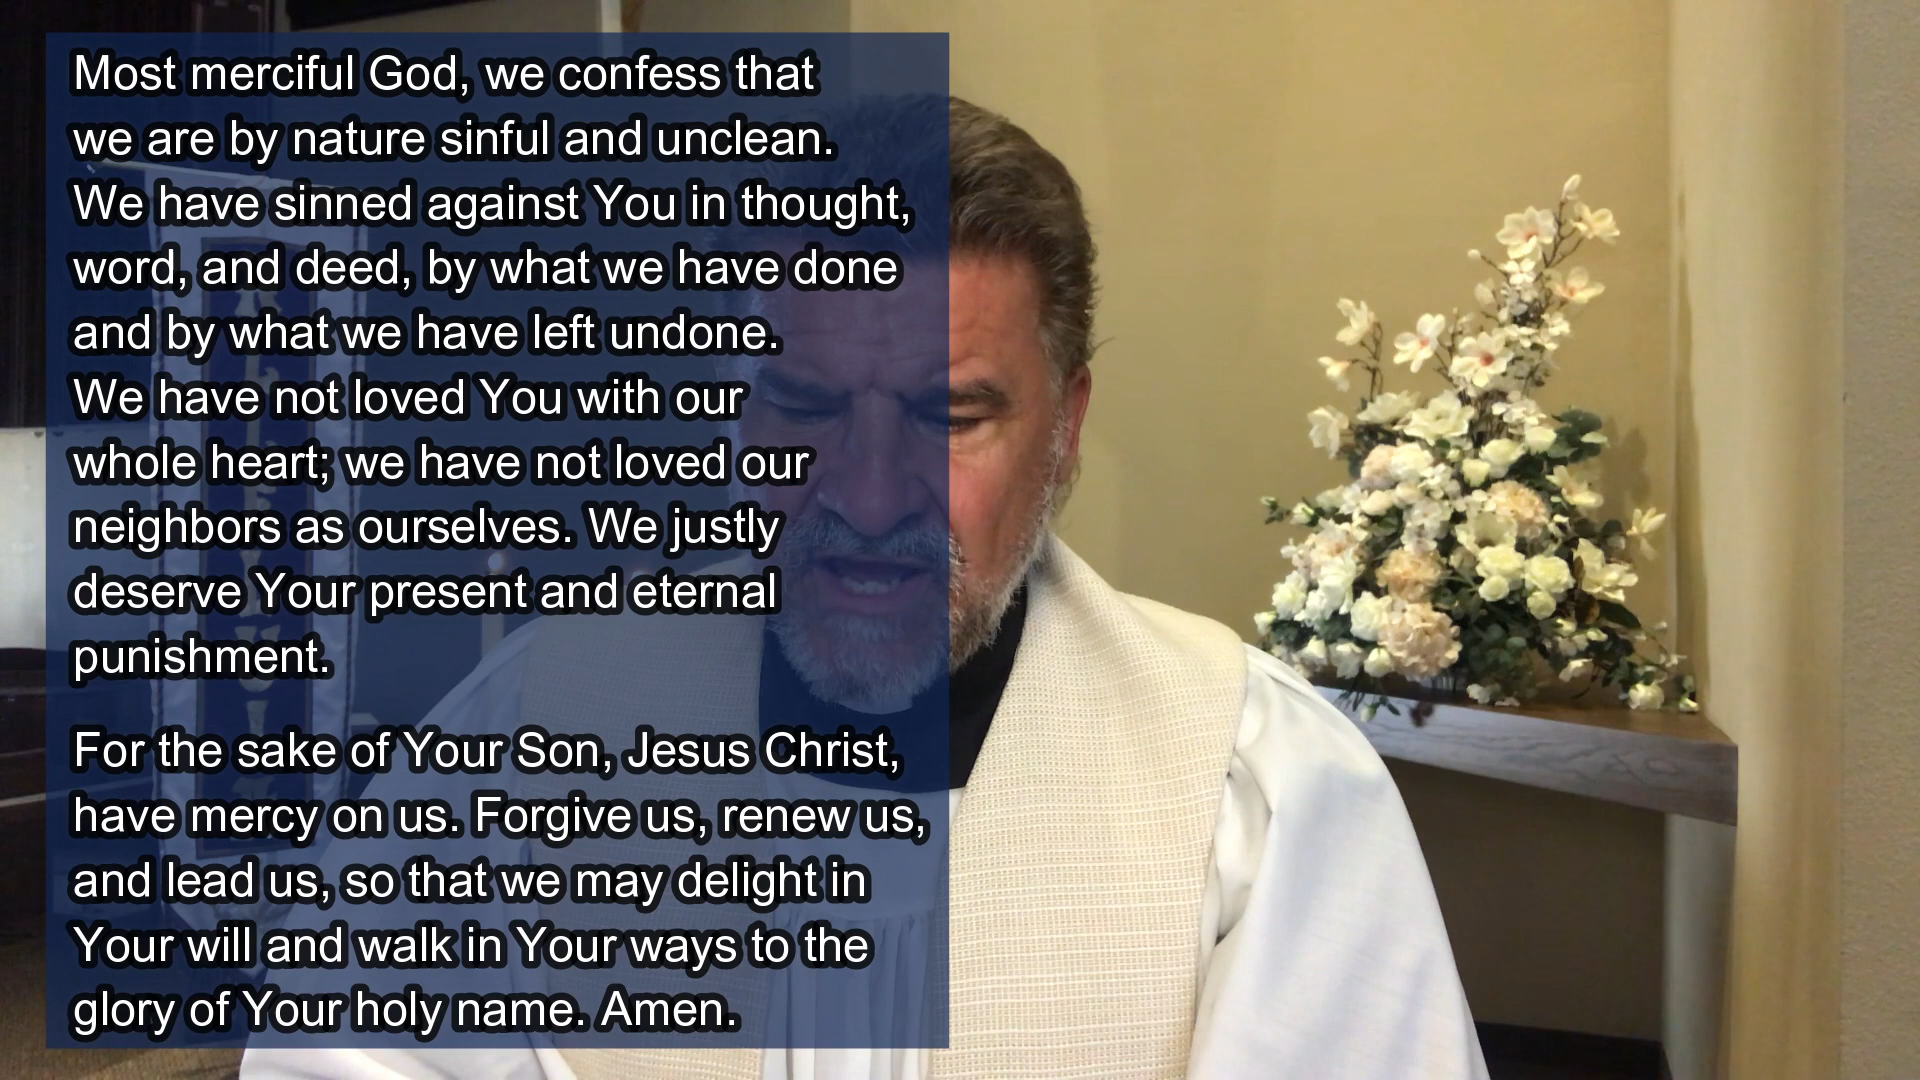 Most merciful God, we confess that
we are by nature sinful and unclean.
We have sinned against You in thought,
word, and deed, by what we have done
and by what we have left undone.
We have not loved You with our
whole heart; we have not loved our
neighbors as ourselves. We justly
deserve Your present and eternal
punishment.
For the sake of Your Son, Jesus Christ,
have mercy on us. Forgive us, renew us,
and lead us, so that we may delight in
Your will and walk in Your ways to the
glory of Your holy name. Amen.